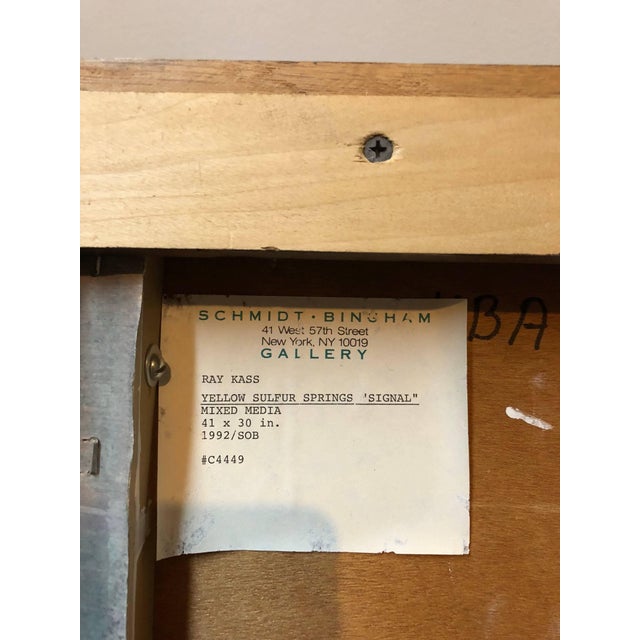 SCHMIDT · BINGHAM
41 West 57th Street
New York, NY 10019
GALLERY
RAY KASS
YELLOW SULFUR SPRINGS 'SIGNAL"
MIXED MEDIA
41 x 30 in.
1992/SOB
#C4449